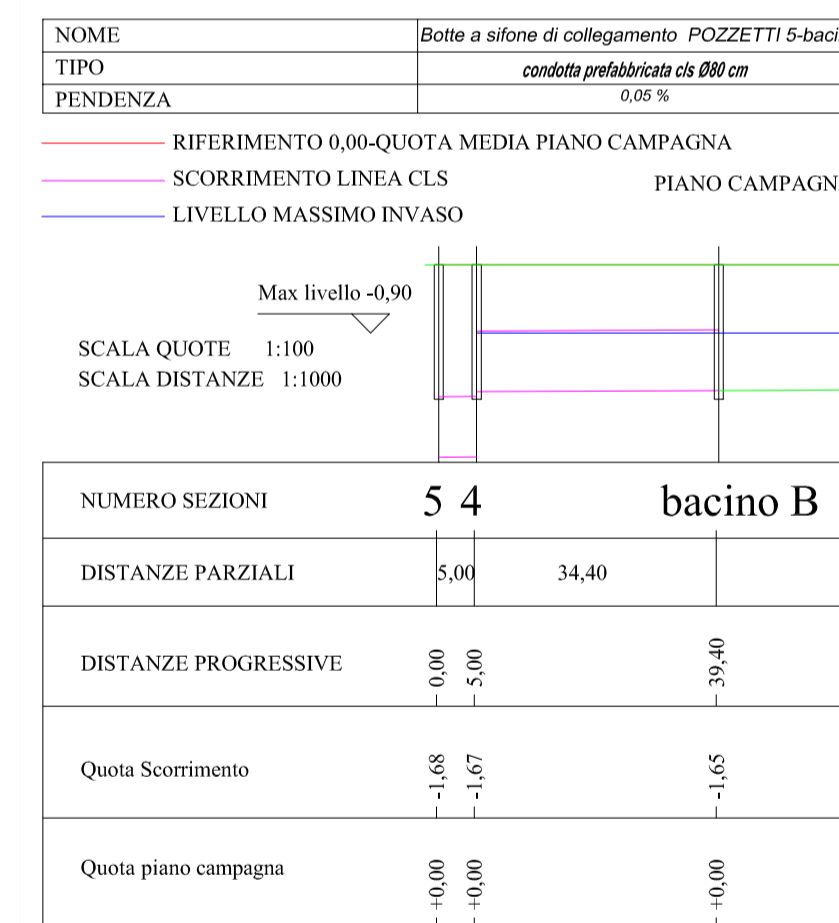 NOME Botte a sifone di collegamento POZZETTI 5-baci
TIPO condotta prefabbricata cls Ø80 cm
PENDENZA 0,05 %
RIFERIMENTO 0,00-QUOTA MEDIA PIANO CAMPAGNA
SCORRIMENTO LINEA CLS
PIANO CAMPAGN
LIVELLO MASSIMO INVASO
Max livello -0,90
SCALA QUOTE 1:100
SCALA DISTANZE 1:1000
NUMERO SEZIONI 5 4 bacino B
DISTANZE PARZIALI 5,00 34,40
DISTANZE PROGRESSIVE 0,00 5,00 39,40
Quota Scorrimento -1,68 -1,67 -1,65
Quota piano campagna +0,00 +0,00 +0,00